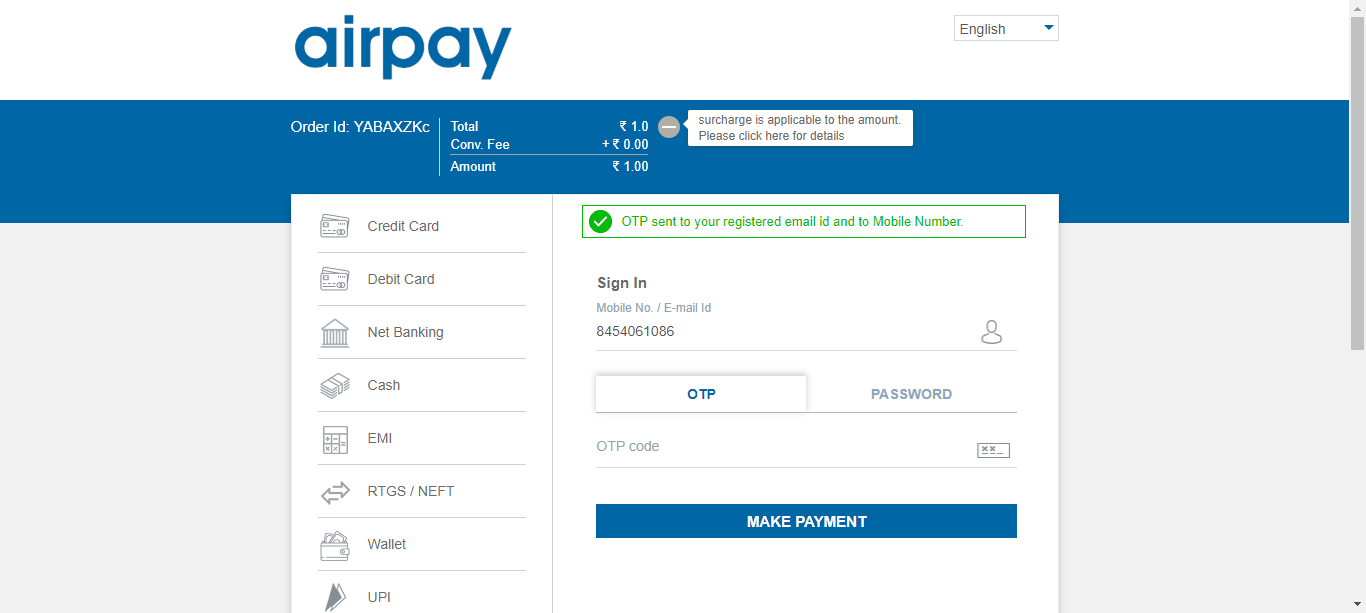 airpay
English
Order Id: YABAXZKc
Total ₹ 1.0
Conv. Fee + ₹ 0.00
Amount ₹ 1.00
surcharge is applicable to the amount.
Please click here for details
Credit Card
Debit Card
Net Banking
Cash
EMI
RTGS / NEFT
Wallet
UPI
OTP sent to your registered email id and to Mobile Number.
Sign In
Mobile No. / E-mail Id
8454061086
OTP PASSWORD
OTP code
MAKE PAYMENT